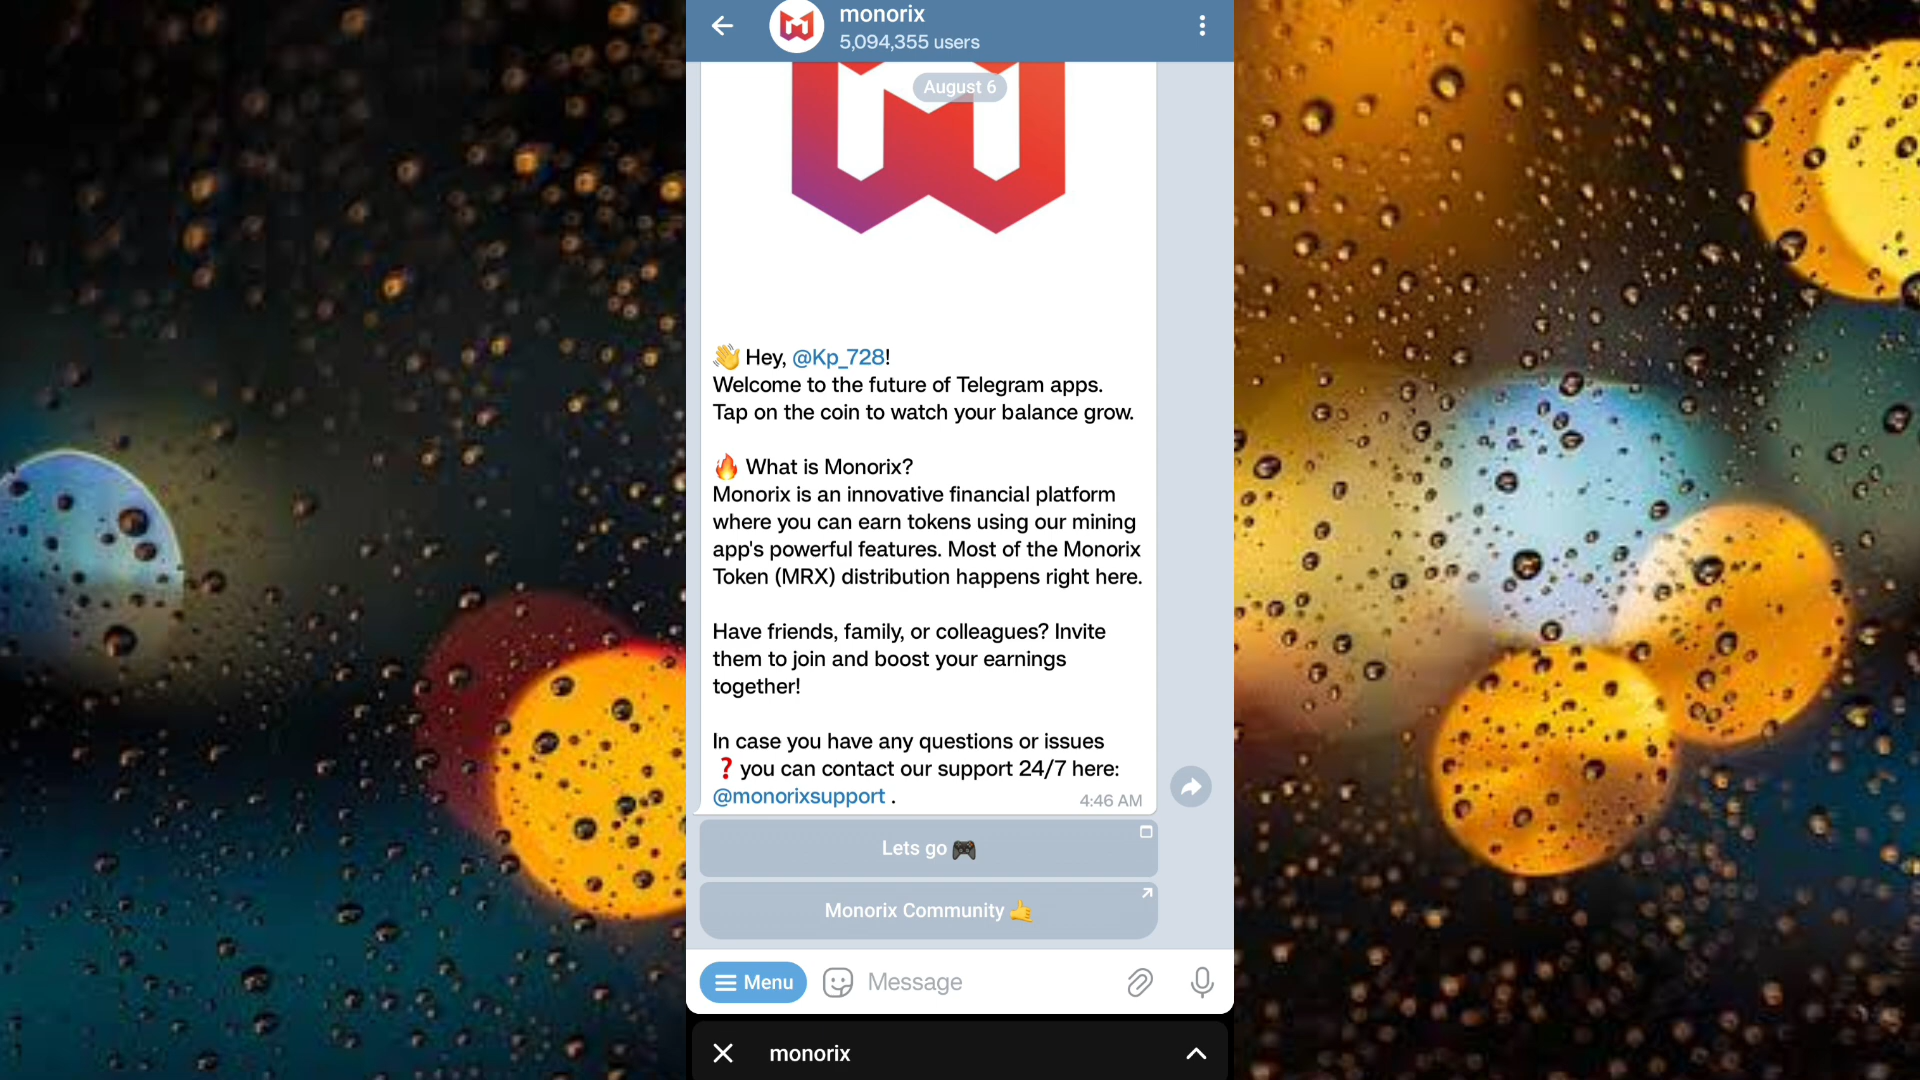 monorix
5,094,355 users
August 6
👋 Hey, @Kp_728!
Welcome to the future of Telegram apps.
Tap on the coin to watch your balance grow.
🔥 What is Monorix?
Monorix is an innovative financial platform
where you can earn tokens using our mining
app's powerful features. Most of the Monorix
Token (MRX) distribution happens right here.
Have friends, family, or colleagues? Invite
them to join and boost your earnings
together!
In case you have any questions or issues
❓ you can contact our support 24/7 here:
@monorixsupport .
4:46 AM
Lets go 🎮
Monorix Community 🤙
Menu
Message
monorix